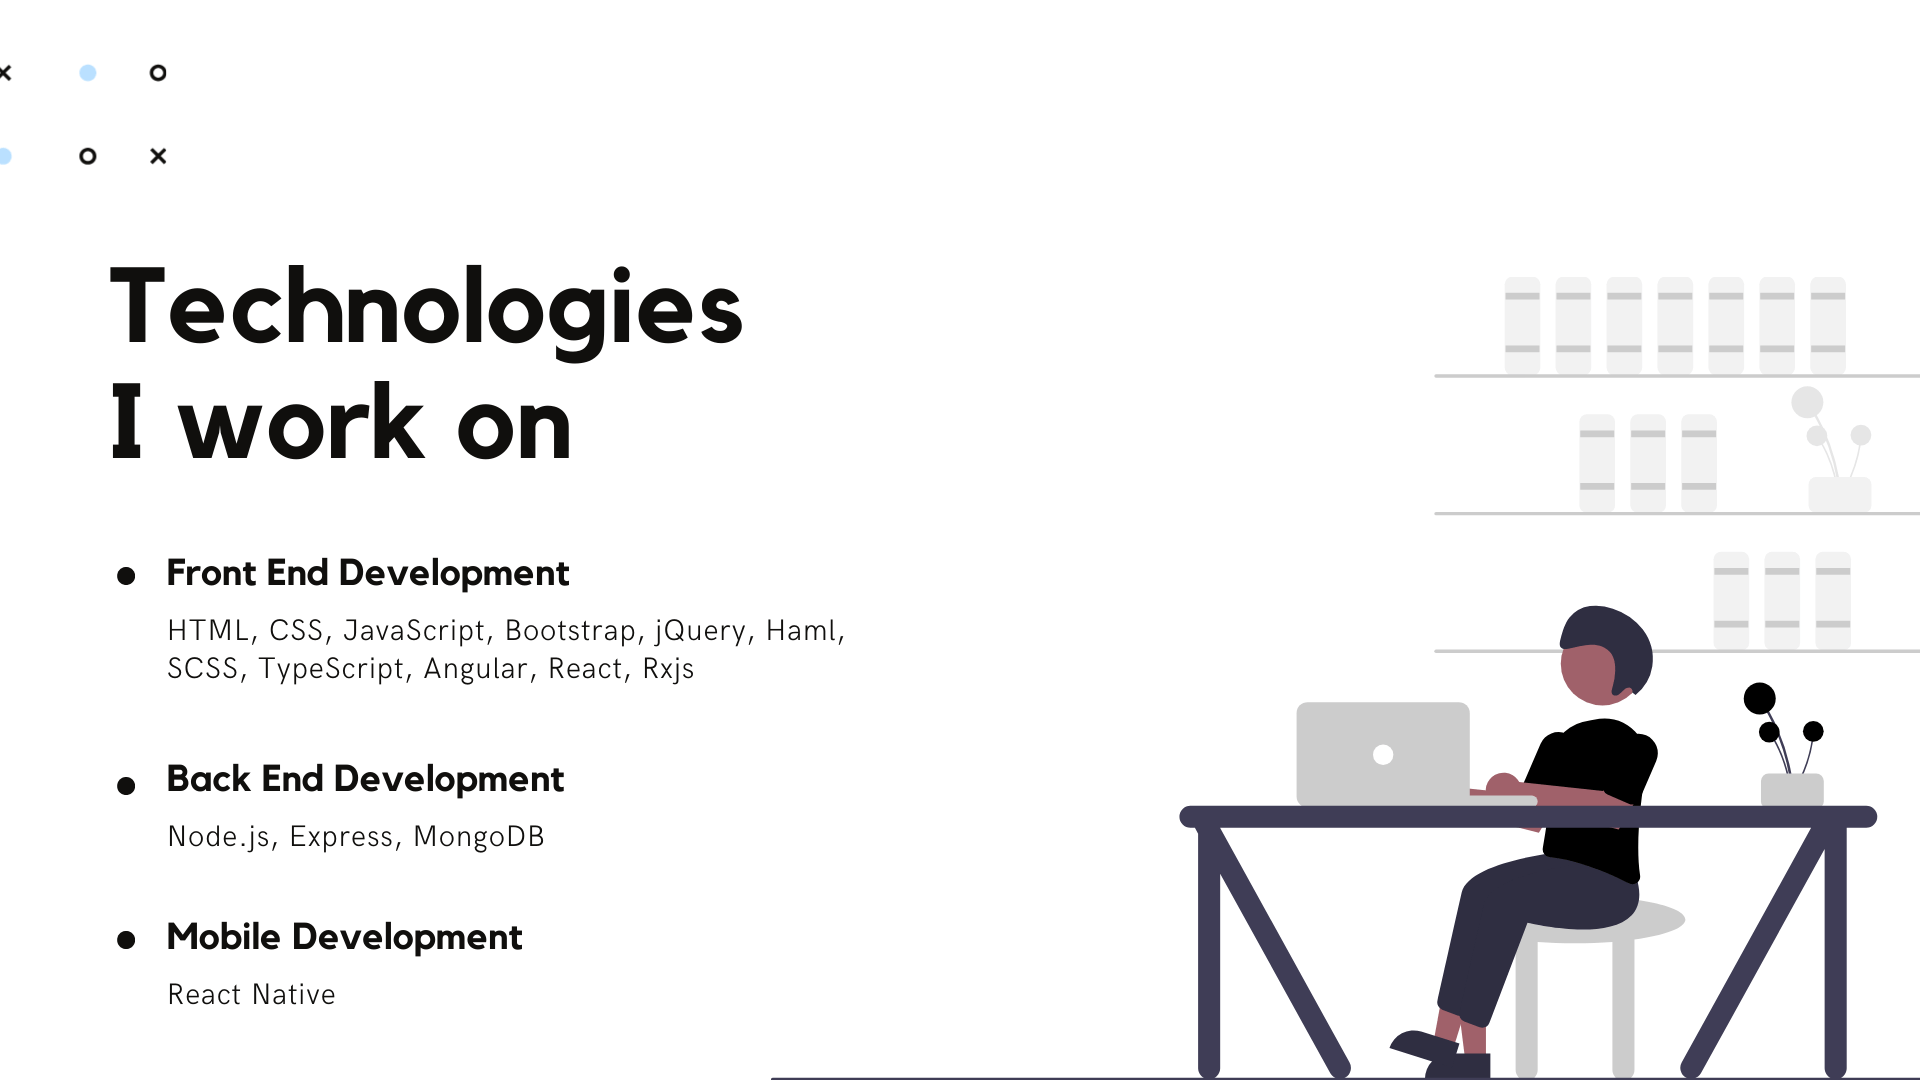 Technologies
I work on
Front End Development
HTML, CSS, JavaScript, Bootstrap, jQuery, Haml,
SCSS, TypeScript, Angular, React, Rxjs
Back End Development
Node.js, Express, MongoDB
Mobile Development
React Native